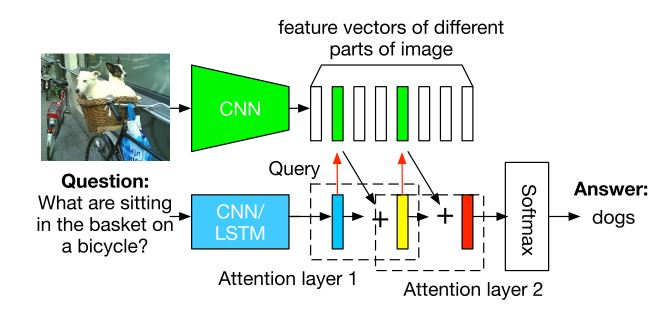 feature vectors of different
parts of image
CNN
Query
Question:
What are sitting
in the basket on
a bicycle?
CNN/
LSTM
+
+
Softmax
Answer:
dogs
Attention layer 1
Attention layer 2